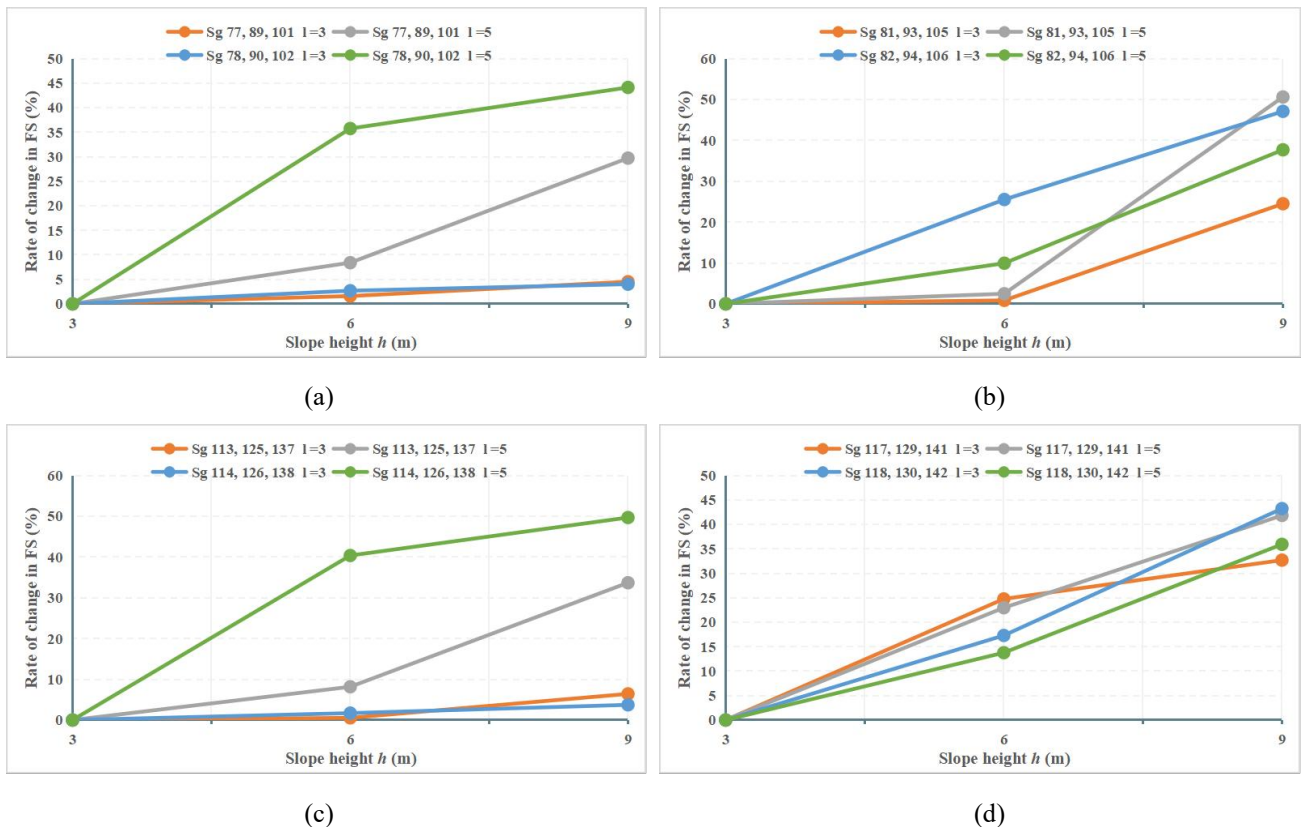 Sg 77, 89, 101 l=3 Sg 77, 89, 101 l=5
Sg 78, 90, 102 l=3 Sg 78, 90, 102 l=5
50
45
40
35
30
25
20
15
10
5
0
Rate of change in FS (%)
3 6 9
Slope height h (m)
(a)
Sg 81, 93, 105 l=3 Sg 81, 93, 105 l=5
Sg 82, 94, 106 l=3 Sg 82, 94, 106 l=5
60
50
40
30
20
10
0
Rate of change in FS (%)
3 6 9
Slope height h (m)
(b)
Sg 113, 125, 137 l=3 Sg 113, 125, 137 l=5
Sg 114, 126, 138 l=3 Sg 114, 126, 138 l=5
60
50
40
30
20
10
0
Rate of change in FS (%)
3 6 9
Slope height h (m)
(c)
Sg 117, 129, 141 l=3 Sg 117, 129, 141 l=5
Sg 118, 130, 142 l=3 Sg 118, 130, 142 l=5
50
45
40
35
30
25
20
15
10
5
0
Rate of change in FS (%)
3 6 9
Slope height h (m)
(d)